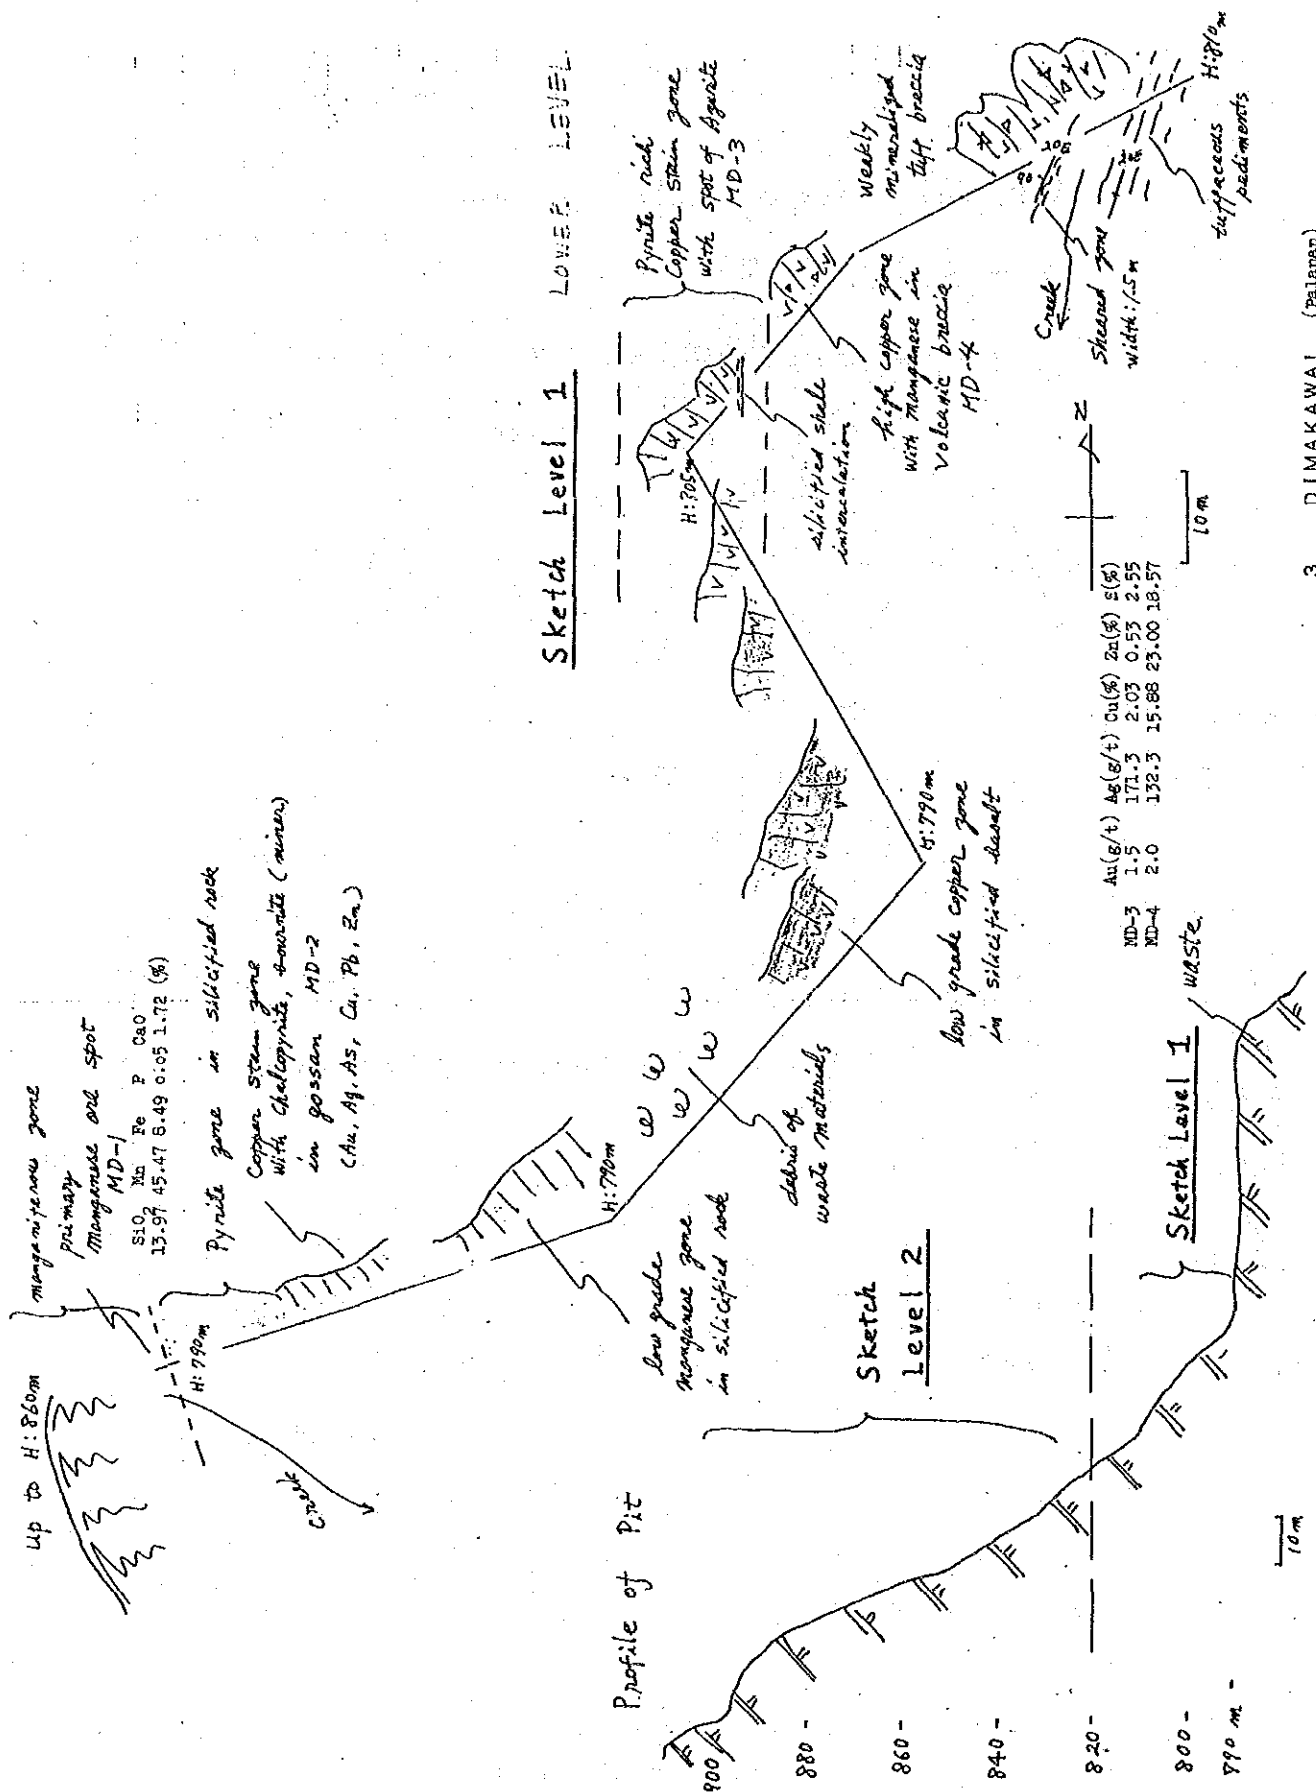 Up to H:860m
manganiferous zone
primary
manganese ore spot
MD-1
SiO2 Mn Fe P CaO
13.97 45.47 8.49 0.05 1.72 (%)
Pyrite zone in silicified rock
Copper stain zone
with chalcopyrite, bournite (miner)
in gossan MD-2
(Au, Ag, As, Cu, Pb, Zn)
H:790m
creek
low grade
manganese zone
in silicified rock
H:790m
debris of
waste materials
low grade copper zone
in silicified basalt
H:790m
Sketch Level 1
LOWER LEVEL
H:805m
Pyrite rich
Copper stain zone
with spot of Azurite
MD-3
silicified shale
intercalation
high copper zone
with manganese in
volcanic breccia
MD-4
Weakly
mineralized
tuff breccia
Creek
Sheared zone
width:1.5m
tuffaceous
sediments
H:810m
Z
10m
Au(g/t) Ag(g/t) Cu(%) Zn(%) S(%)
MD-3 1.5 171.3 2.03 0.53 2.55
MD-4 2.0 132.3 15.88 23.00 18.57
Profile of Pit
Sketch
Level 2
Sketch Level 1
waste
900
880-
860-
840-
820-
800-
790m-
10m
3 DIMAKAWAL (Palanan)